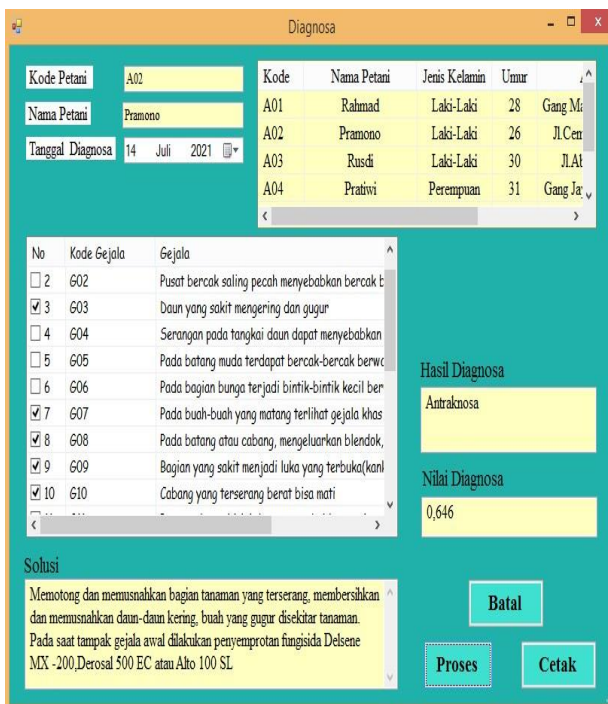 Diagnosa
Kode Petani A02
Nama Petani Pramono
Tanggal Diagnosa 14 Juli 2021
Kode Nama Petani Jenis Kelamin Umur
A01 Rahmad Laki-Laki 28 Gang
A02 Pramono Laki-Laki 26
A03 Rusdi Laki-Laki 30
A04 Pratiwi Perempuan 31 Gang
No Kode Gejala Gejala
2 G02 Pusat bercak saling pecah menyebabkan bercak
3 G03 Daun yang sakit mengering dan gugur
4 G04 Serangan pada tangkai daun dapat menyebabkan
5 G05 Pada batang muda terdapat bercak-bercak
6 G06 Pada bagian bunga terjadi bintik-bintik kecil
7 G07 Pada buah-buah yang matang terlihat gejala khas
8 G08 Pada batang atau cabang, mengeluarkan blendok,
9 G09 Bagian yang sakit menjadi luka yang
10 G10 Cabang yang terserang berat bisa mati
Hasil Diagnosa
Antraknosa
Nilai Diagnosa
0,646
Solusi
Memotong dan memusnahkan bagian tanaman yang terserang, membersihkan
dan memusnahkan daun-daun kering, buah yang gugur disekitar tanaman.
Pada saat tampak gejala awal dilakukan penyemprotan fungisida Delsene
MX -200,Derosal 500 EC atau Alto 100 SL
Batal
Proses Cetak